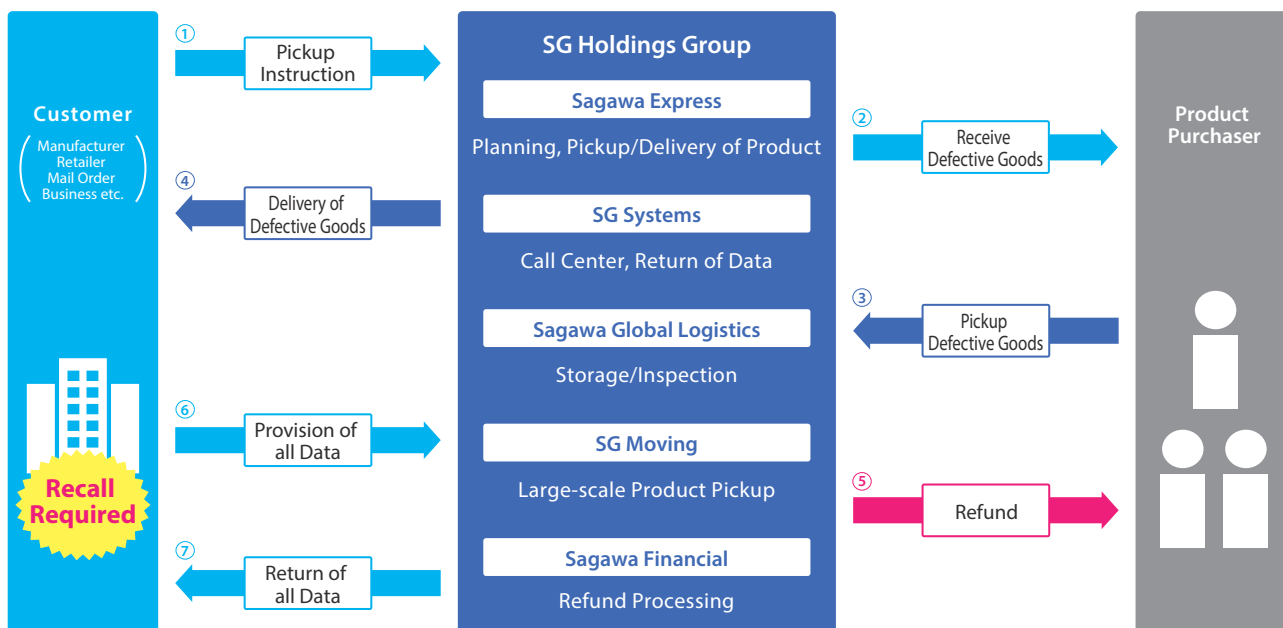 Customer
Manufacturer
Retailer
Mail Order
Business etc.
Recall
Required
①
Pickup
Instruction
④
Delivery of
Defective Goods
⑥
Provision of
all Data
⑦
Return of
all Data
SG Holdings Group
Sagawa Express
Planning, Pickup/Delivery of Product
SG Systems
Call Center, Return of Data
Sagawa Global Logistics
Storage/Inspection
SG Moving
Large-scale Product Pickup
Sagawa Financial
Refund Processing
②
Receive
Defective Goods
③
Pickup
Defective Goods
⑤
Refund
Product
Purchaser